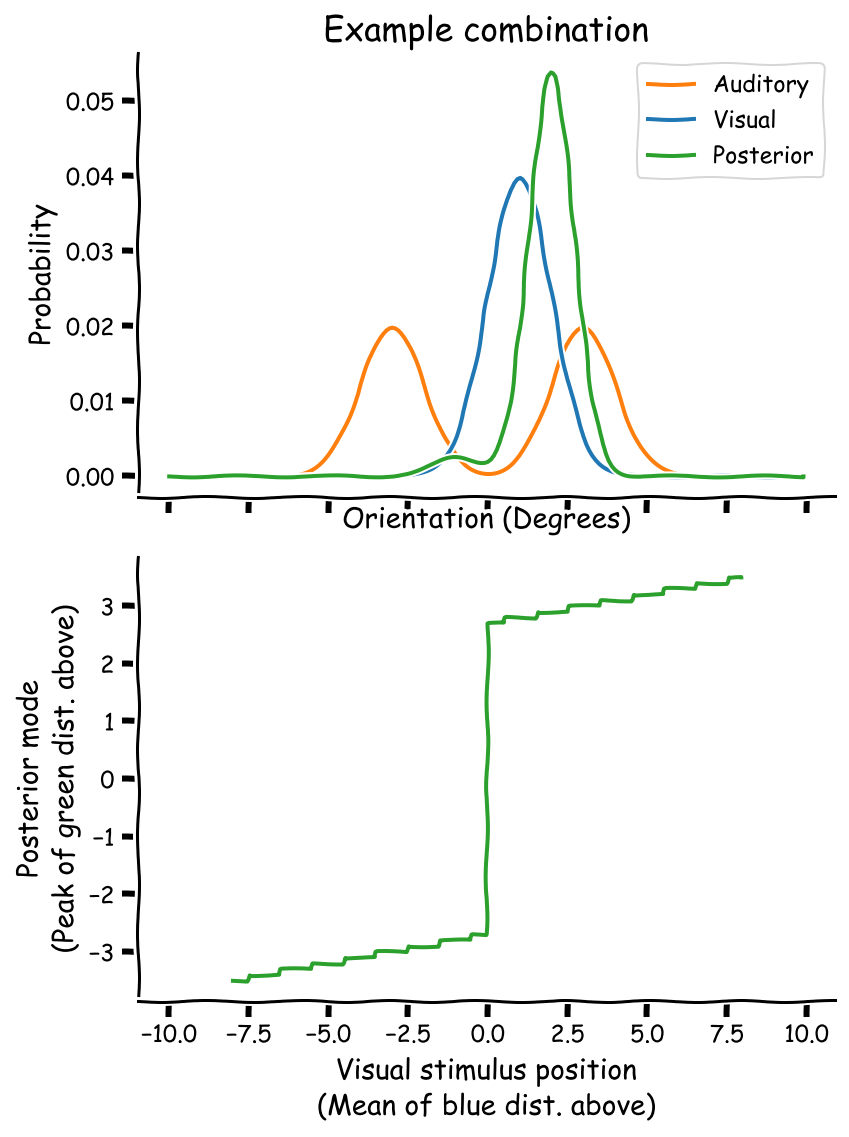 Example combination
Auditory
Visual
Posterior
0.05
0.04
0.03
0.02
0.01
0.00
Probability
Orientation (Degrees)
3
2
1
0
−1
−2
−3
Posterior mode
(Peak of green dist. above)
−10.0 −7.5 −5.0 −2.5 0.0 2.5 5.0 7.5 10.0
Visual stimulus position
(Mean of blue dist. above)